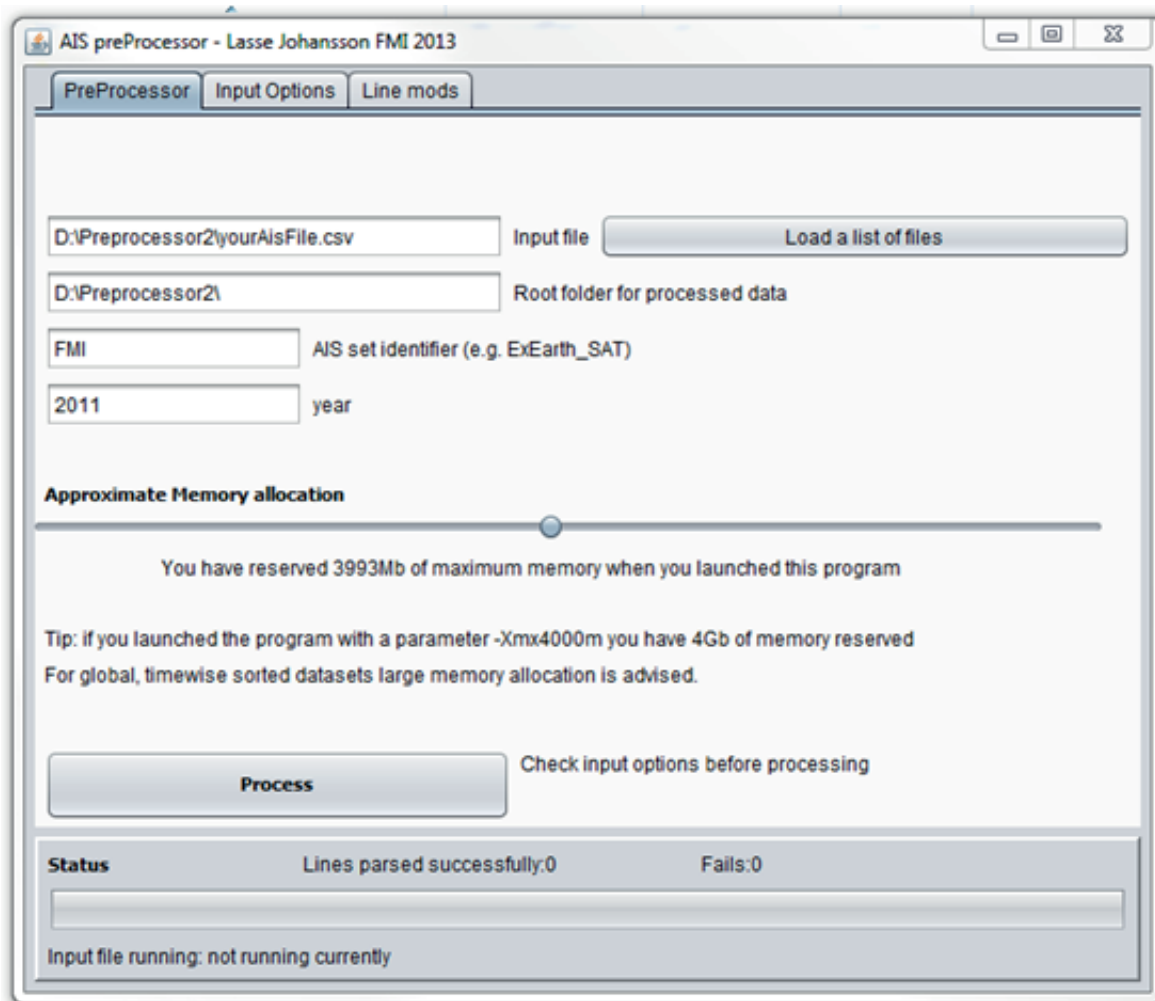 AIS preProcessor - Lasse Johansson FMI 2013
PreProcessor Input Options Line mods
D:\Preprocessor2\yourAisFile.csv Input file Load a list of files
D:\Preprocessor2\ Root folder for processed data
FMI AIS set identifier (e.g. ExEarth_SAT)
2011 year
Approximate Memory allocation
You have reserved 3993Mb of maximum memory when you launched this program
Tip: if you launched the program with a parameter -Xmx4000m you have 4Gb of memory reserved
For global, timewise sorted datasets large memory allocation is advised.
Process Check input options before processing
Status Lines parsed successfully:0 Fails:0
Input file running: not running currently